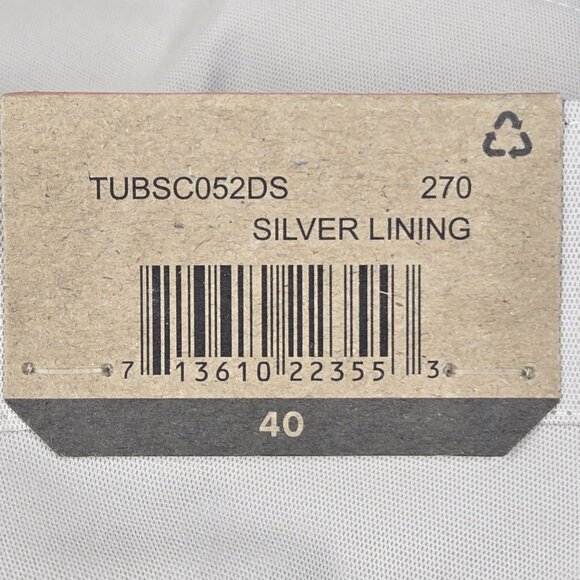 TUBSC052DS 270
SILVER LINING
7 13610 22355 3
40